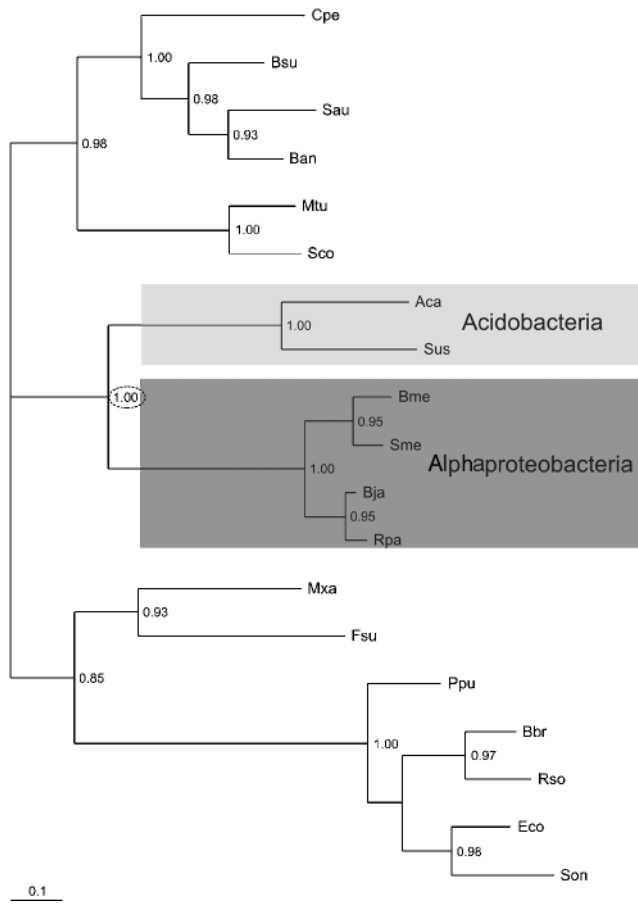 Cpe
1.00
Bsu
0.98
Sau
0.93
Ban
0.98
Mtu
1.00
Sco
Aca
1.00
Acidobacteria
Sus
1.00
Bme
0.95
Sme
1.00
Alphaproteobacteria
Bja
0.95
Rpa
Mxa
0.93
Fsu
0.85
Ppu
1.00
Bbr
0.97
Rso
Eco
0.98
Son
0.1